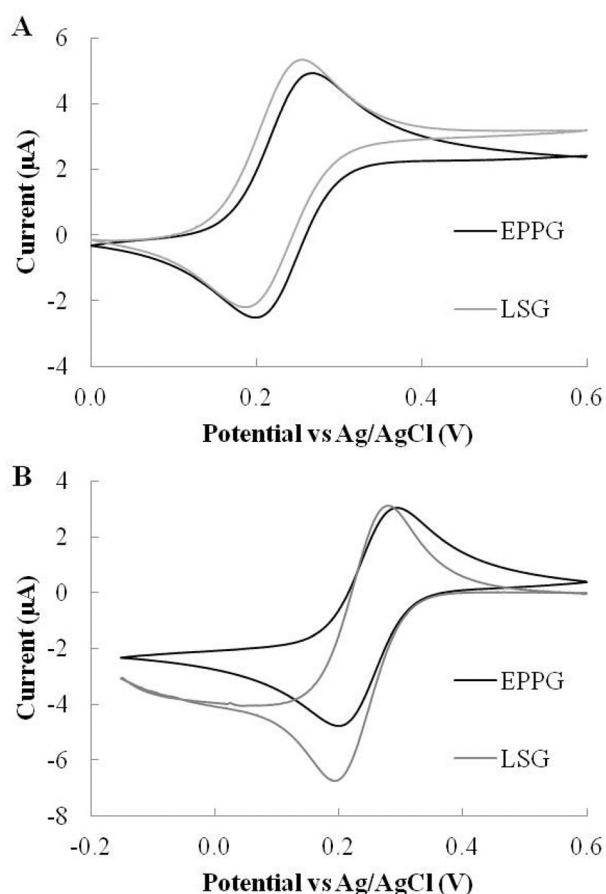 A
6
4
2
0
-2
-4
Current (µA)
EPPG
LSG
0.0 0.2 0.4 0.6
Potential vs Ag/AgCl (V)
B
4
2
0
-2
-4
-6
-8
Current (µA)
EPPG
LSG
-0.2 0.0 0.2 0.4 0.6
Potential vs Ag/AgCl (V)